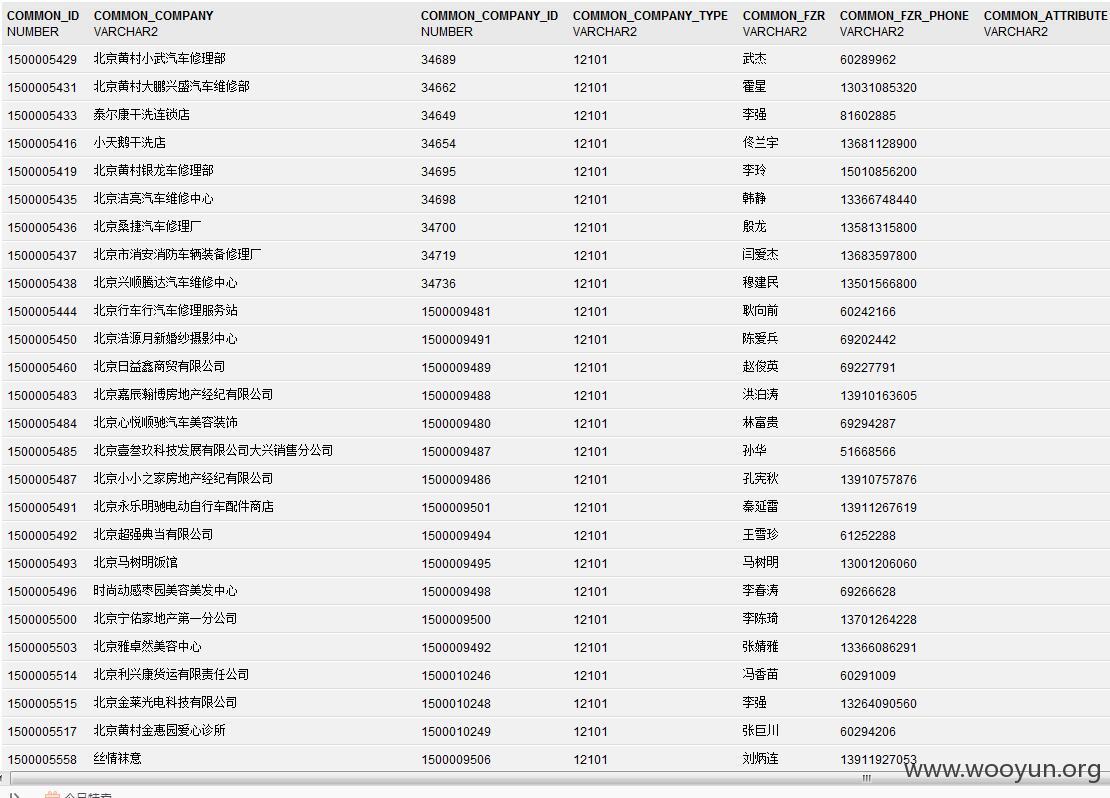 COMMON_ID COMMON_COMPANY COMMON_COMPANY_ID COMMON_COMPANY_TYPE COMMON_FZR COMMON_FZR_PHONE COMMON_ATTRIBUTE
NUMBER VARCHAR2 NUMBER VARCHAR2 VARCHAR2 VARCHAR2 VARCHAR2
1500005429 北京黄村小武汽车修理部 34689 12101 武杰 60289962
1500005431 北京黄村大鹏兴盛汽车维修部 34662 12101 霍星 13031085320
1500005433 泰尔康干洗连锁店 34649 12101 李强 81602885
1500005416 小天鹅干洗店 34654 12101 佟兰宇 13681128900
1500005419 北京黄村银龙车修理部 34695 12101 李玲 15010856200
1500005435 北京洁亮汽车维修中心 34698 12101 韩静 13366748440
1500005436 北京桑捷汽车修理厂 34700 12101 殷龙 13581315800
1500005437 北京市消安消防车辆装备修理厂 34719 12101 闫爱杰 13683597800
1500005438 北京兴顺腾达汽车维修中心 34736 12101 穆建民 13501566800
1500005444 北京行车行汽车修理服务站 1500009481 12101 耿向前 60242166
1500005450 北京浩源月新婚纱摄影中心 1500009491 12101 陈爱兵 69202442
1500005460 北京日益鑫商贸有限公司 1500009489 12101 赵俊英 69227791
1500005483 北京嘉辰翰博房地产经纪有限公司 1500009488 12101 洪泊涛 13910163605
1500005484 北京心悦顺驰汽车美容装饰 1500009480 12101 林富贵 69294287
1500005485 北京壹叁玖科技发展有限公司大兴销售分公司 1500009487 12101 孙华 51668566
1500005487 北京小小之家房地产经纪有限公司 1500009486 12101 孔宪秋 13910757876
1500005491 北京永乐明驰电动自行车配件商店 1500009501 12101 秦延雷 13911267619
1500005492 北京超强典当有限公司 1500009494 12101 王雪珍 61252288
1500005493 北京马树明饭馆 1500009495 12101 马树明 13001206060
1500005496 时尚动感枣园美容美发中心 1500009498 12101 李春涛 69266628
1500005500 北京宁佑家地产第一分公司 1500009500 12101 李陈琦 13701264228
1500005503 北京雅卓然美容中心 1500009492 12101 张婧雅 13366086291
1500005514 北京利兴康货运有限责任公司 1500010246 12101 冯香苗 60291009
1500005515 北京金莱光电科技有限公司 1500010248 12101 李强 13264090560
1500005517 北京黄村金惠园爱心诊所 1500010249 12101 张巨川 60294206
1500005558 丝情袜意 1500009506 12101 刘炳连 13911927053
www.wooyun.org
今日特卖